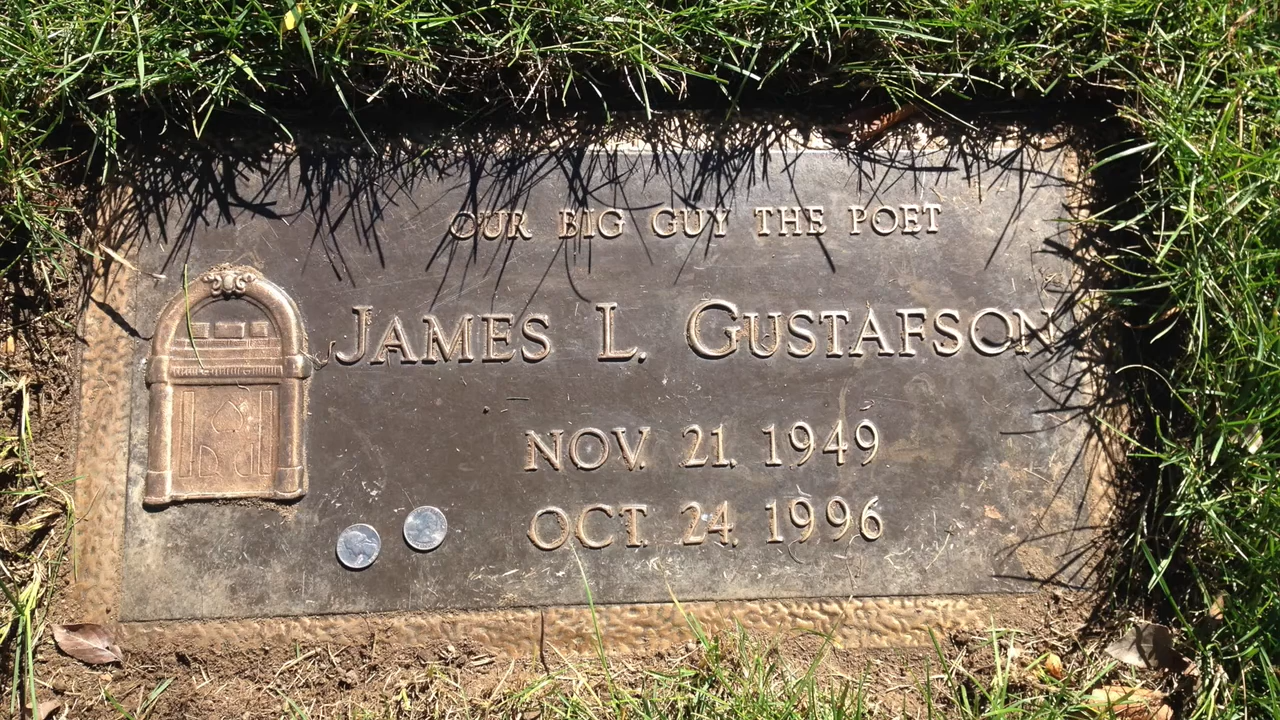 OUR BIG GUY THE POET
JAMES L. GUSTAFSON
NOV. 21, 1949
OCT. 24, 1996